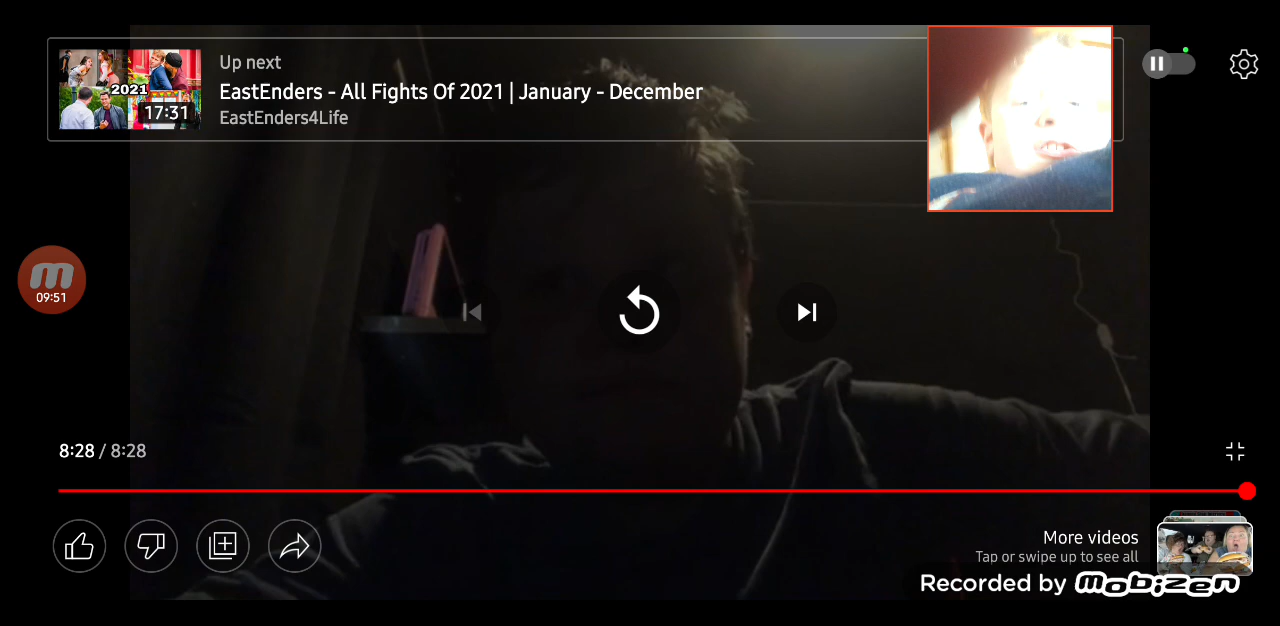 Up next
EastEnders - All Fights Of 2021 | January - December
EastEnders4Life
2021
17:31
m
09:51
8:28 / 8:28
More videos
Tap or swipe up to see all
Recorded by mobizen